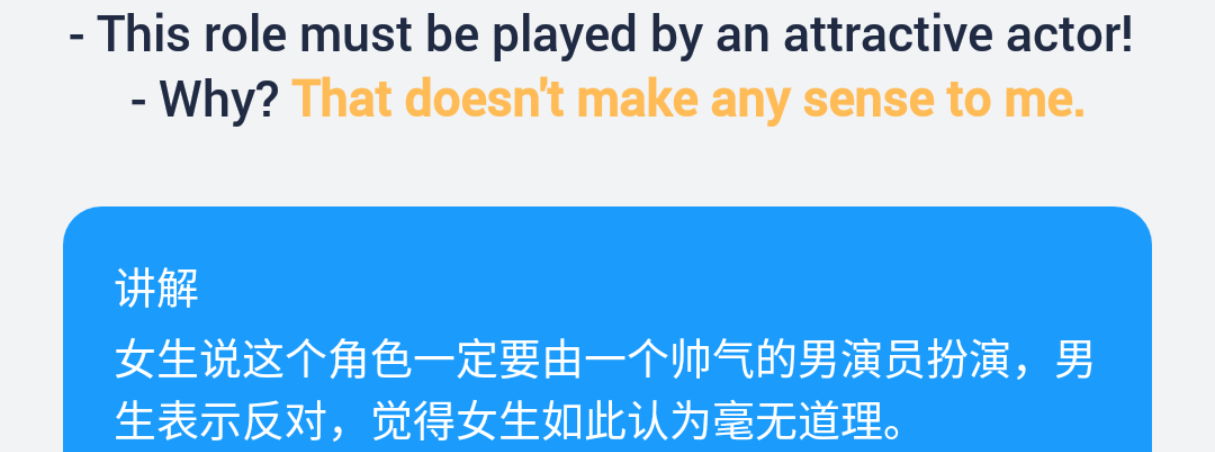 - This role must be played by an attractive actor!
- Why? That doesn't make any sense to me.
讲解
女生说这个角色一定要由一个帅气的男演员扮演，男
生表示反对，觉得女生如此认为毫无道理。